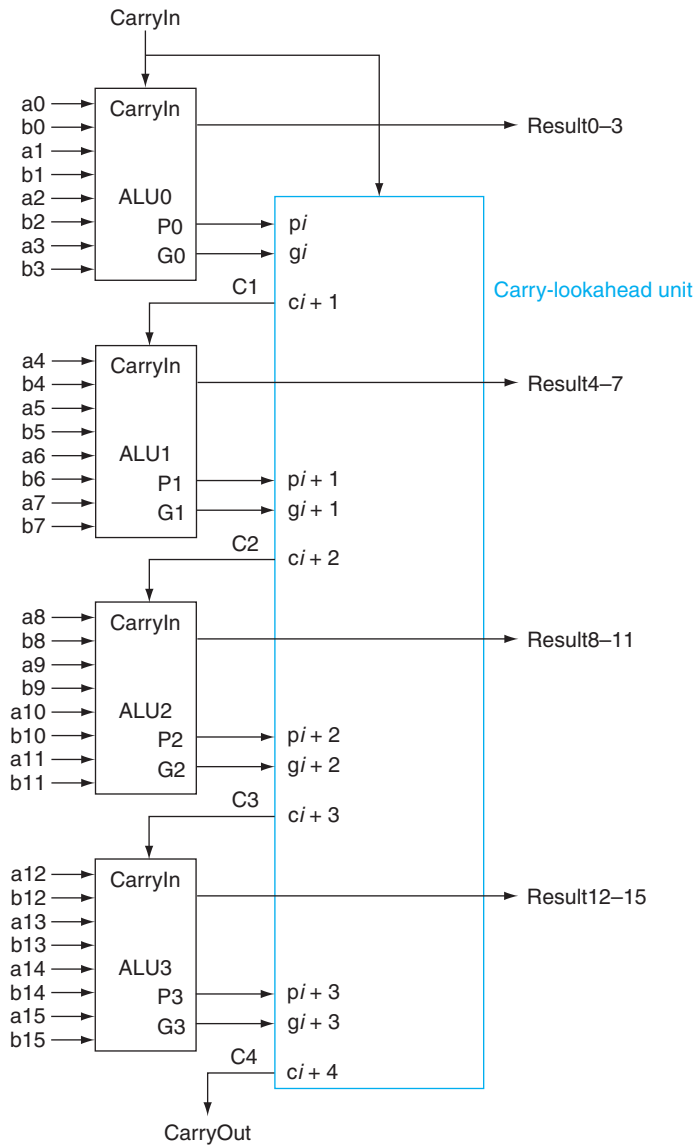 CarryIn
a0
b0
a1
b1
a2
b2
a3
b3
CarryIn
ALU0
P0
G0
Result0–3
pi
gi
C1
ci + 1
Carry-lookahead unit
a4
b4
a5
b5
a6
b6
a7
b7
CarryIn
ALU1
P1
G1
Result4–7
pi + 1
gi + 1
C2
ci + 2
a8
b8
a9
b9
a10
b10
a11
b11
CarryIn
ALU2
P2
G2
Result8–11
pi + 2
gi + 2
C3
ci + 3
a12
b12
a13
b13
a14
b14
a15
b15
CarryIn
ALU3
P3
G3
Result12–15
pi + 3
gi + 3
C4
ci + 4
CarryOut